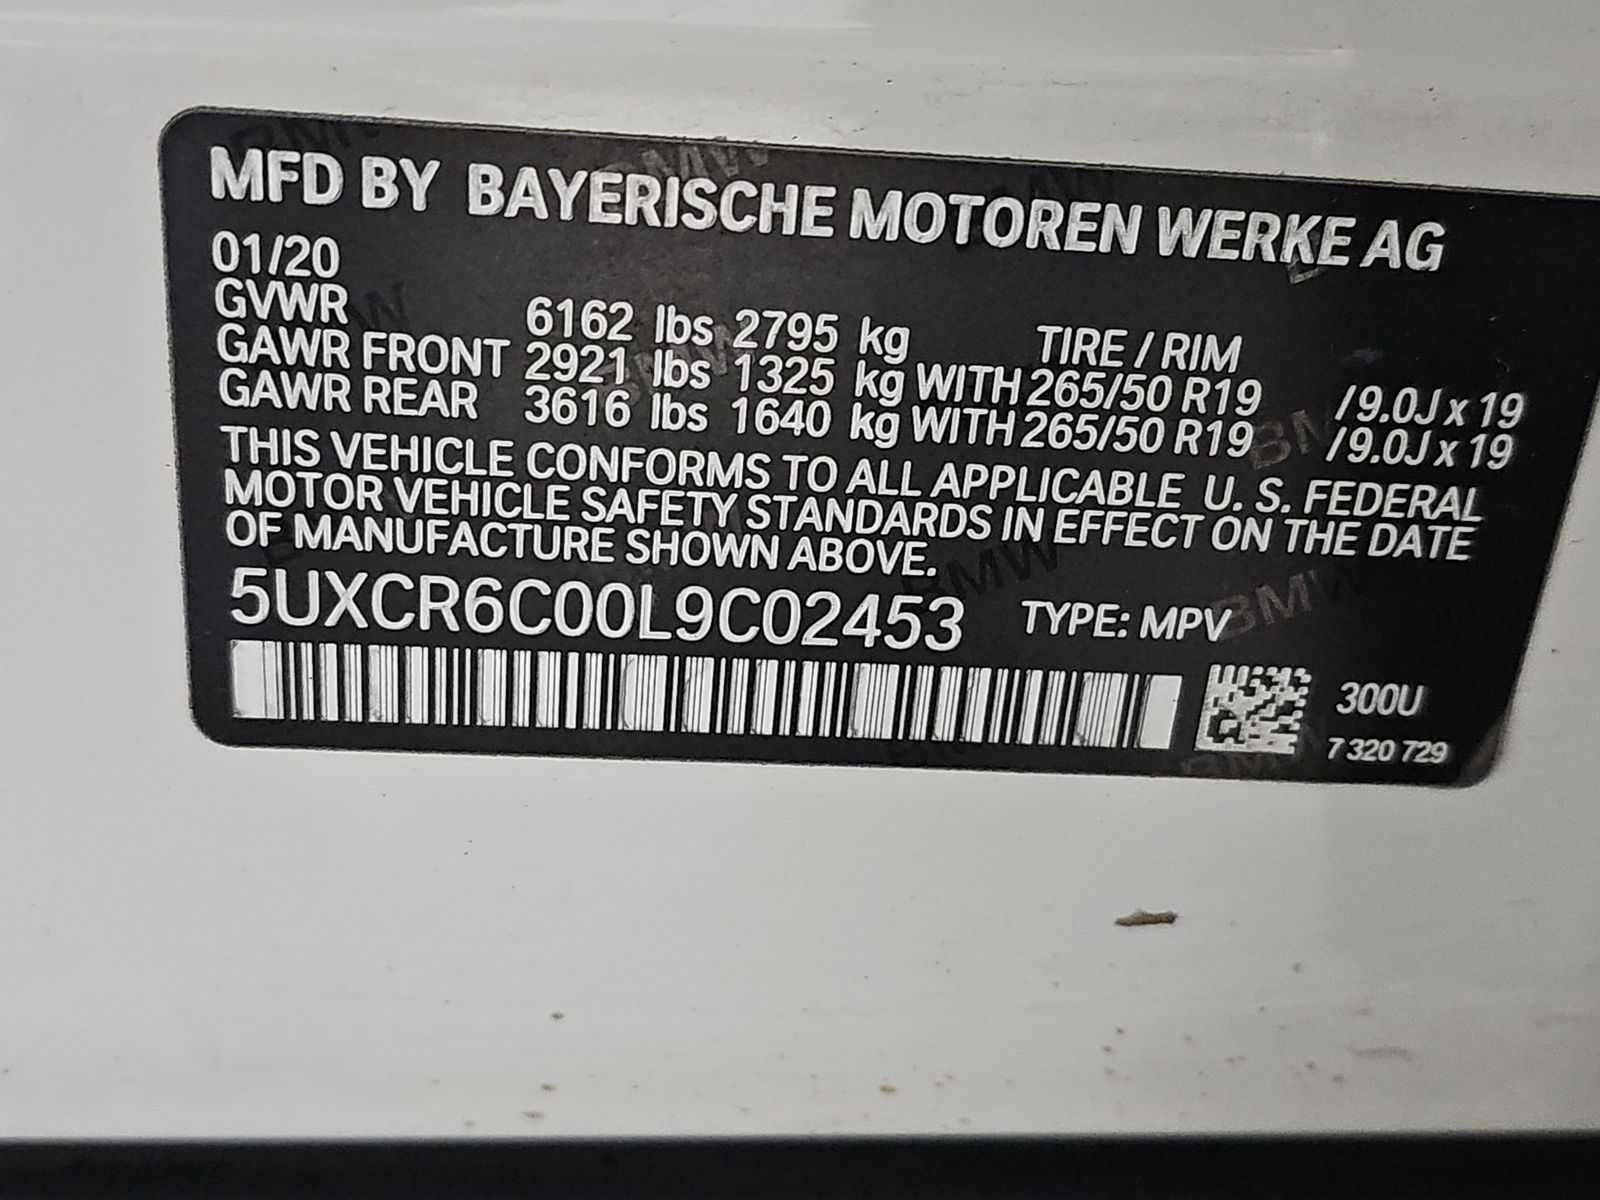 MFD BY BAYERISCHE MOTOREN WERKE AG
01/20
GVWR 6162 lbs 2795 kg TIRE / RIM
GAWR FRONT 2921 lbs 1325 kg WITH 265/50 R19 /9.0J x 19
GAWR REAR 3616 lbs 1640 kg WITH 265/50 R19 /9.0J x 19
THIS VEHICLE CONFORMS TO ALL APPLICABLE U. S. FEDERAL
MOTOR VEHICLE SAFETY STANDARDS IN EFFECT ON THE DATE
OF MANUFACTURE SHOWN ABOVE.
5UXCR6C00L9C02453 TYPE: MPV
300U
7 320 729